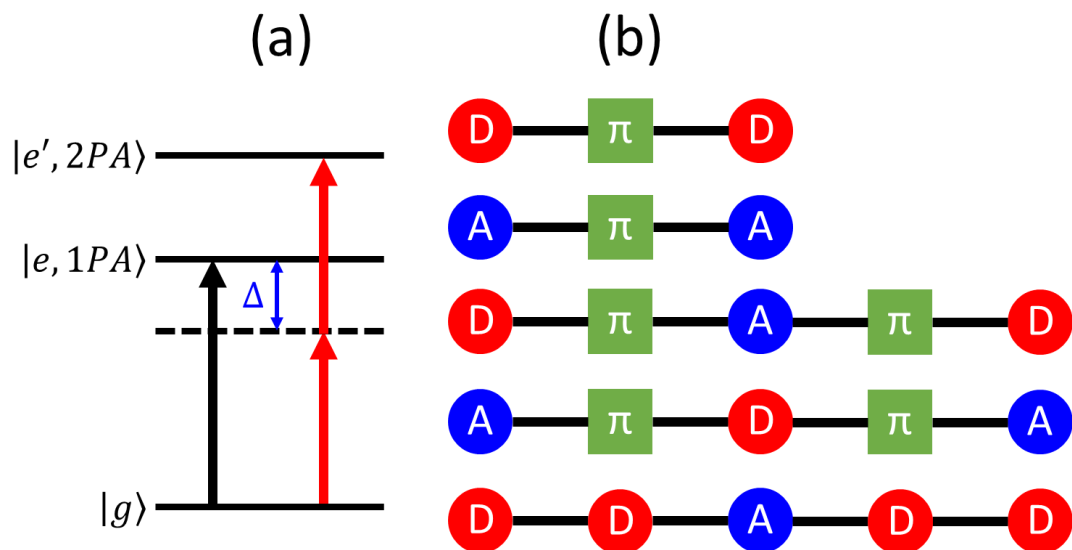 (a)
|e′, 2PA⟩
|e, 1PA⟩
Δ
|g⟩
(b)
D π D
A π A
D π A π D
A π D π A
D D A D D